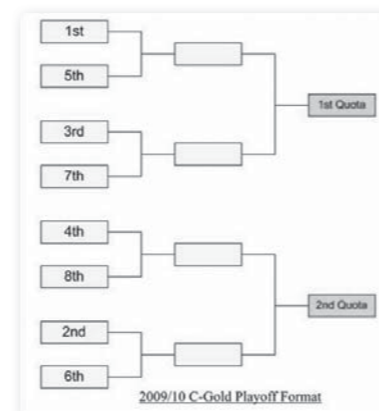 1st
5th
1st Quota
3rd
7th
4th
8th
2nd Quota
2nd
6th
2009/10 C-Gold Playoff Format